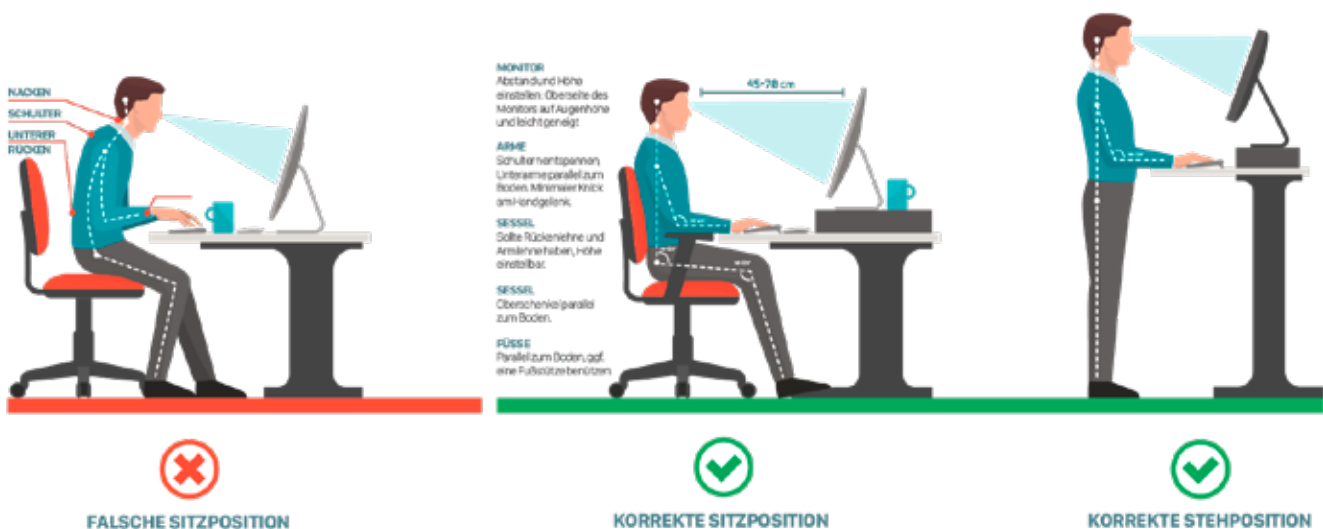 NACKEN
SCHULTER
UNTERER
RÜCKEN
MONITOR
Abstand und Höhe
einstellen. Oberseite des
Monitors auf Augenhöhe
und leicht geneigt.
ARME
Schultern entspannen,
Unterarme parallel zum
Boden. Minimaler Knick
am Handgelenk.
SESSEL
Sollte Rückenlehne und
Armlehne haben, Höhe
einstellbar.
SESSEL
Oberschenkel parallel
zum Boden.
FÜSSE
Parallel zum Boden, ggf.
eine Fußstütze benützen
45-78 cm
FALSCHE SITZPOSITION
KORREKTE SITZPOSITION
KORREKTE STEHPOSITION